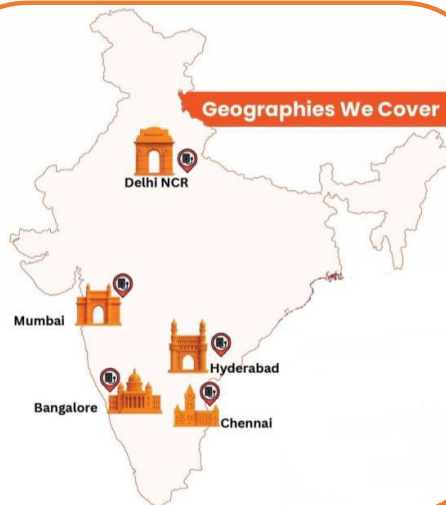 Geographies We Cover
Delhi NCR
Mumbai
Hyderabad
Bangalore
Chennai